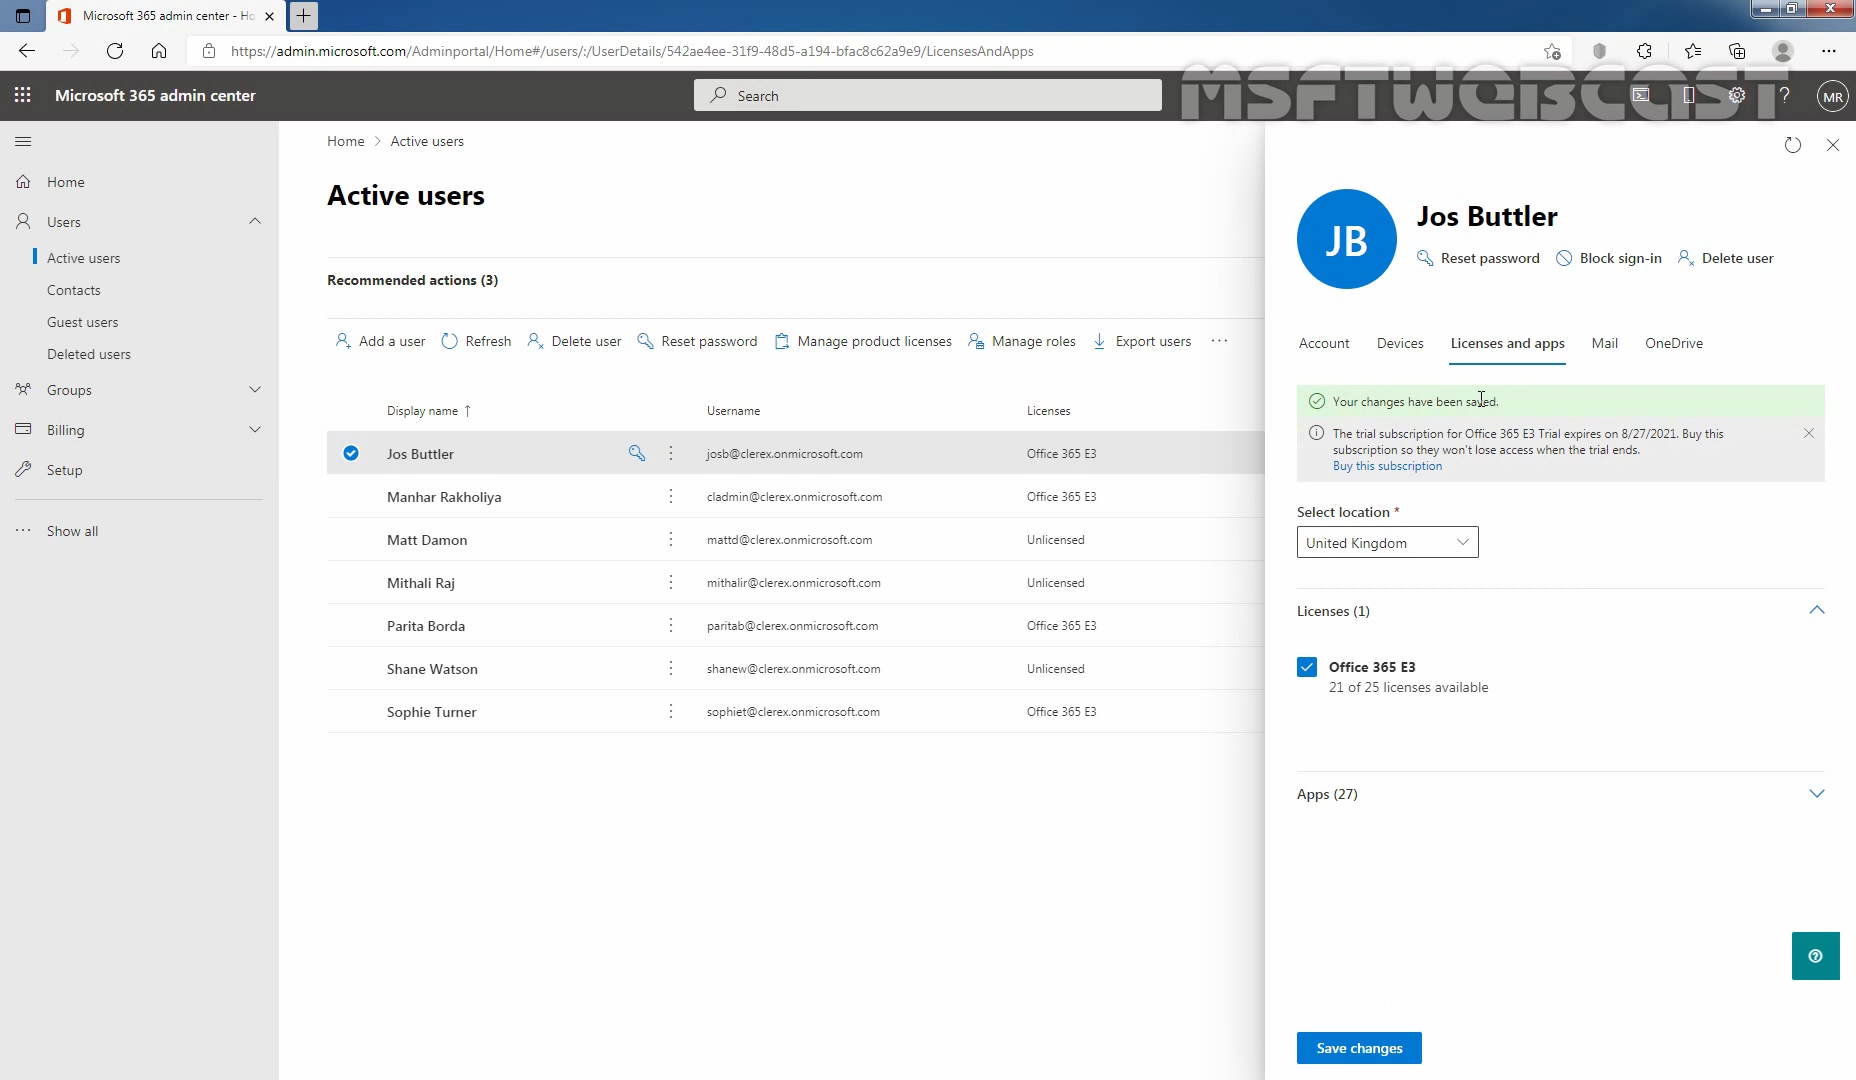 Microsoft 365 admin center - Ho
https://admin.microsoft.com/Adminportal/Home#/users/:/UserDetails/542ae4ee-31f9-48d5-a194-bfac8c62a9e9/LicensesAndApps
MSFTWEBCAST
Microsoft 365 admin center
Search
MR
Home
Users
Active users
Contacts
Guest users
Deleted users
Groups
Billing
Setup
Show all
Home > Active users
Active users
Recommended actions (3)
Add a user Refresh Delete user Reset password Manage product licenses Manage roles Export users
Display name ↑ Username Licenses
Jos Buttler josb@clerex.onmicrosoft.com Office 365 E3
Manhar Rakholiya cladmin@clerex.onmicrosoft.com Office 365 E3
Matt Damon mattd@clerex.onmicrosoft.com Unlicensed
Mithali Raj mithalir@clerex.onmicrosoft.com Unlicensed
Parita Borda paritab@clerex.onmicrosoft.com Office 365 E3
Shane Watson shanew@clerex.onmicrosoft.com Unlicensed
Sophie Turner sophiet@clerex.onmicrosoft.com Office 365 E3
JB
Jos Buttler
Reset password Block sign-in Delete user
Account Devices Licenses and apps Mail OneDrive
Your changes have been saved.
The trial subscription for Office 365 E3 Trial expires on 8/27/2021. Buy this
subscription so they won't lose access when the trial ends.
Buy this subscription
Select location *
United Kingdom
Licenses (1)
Office 365 E3
21 of 25 licenses available
Apps (27)
Save changes